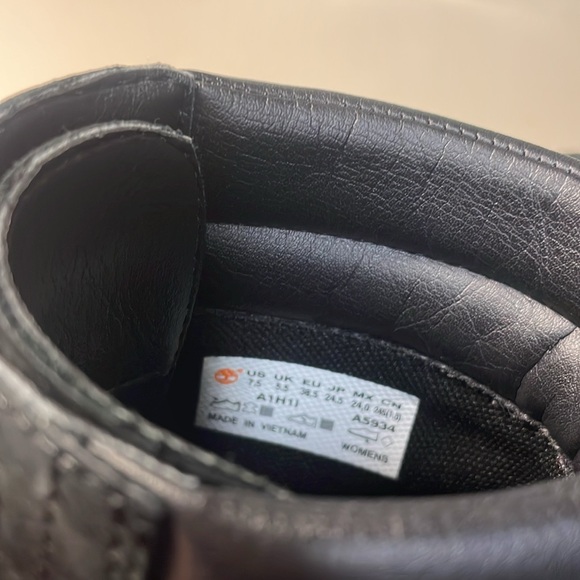 US UK EU JP MX CN
7.5 5.5 38.5 24.5 24.0 245(1.5)
A1H1I A5934
MADE IN VIETNAM WOMENS